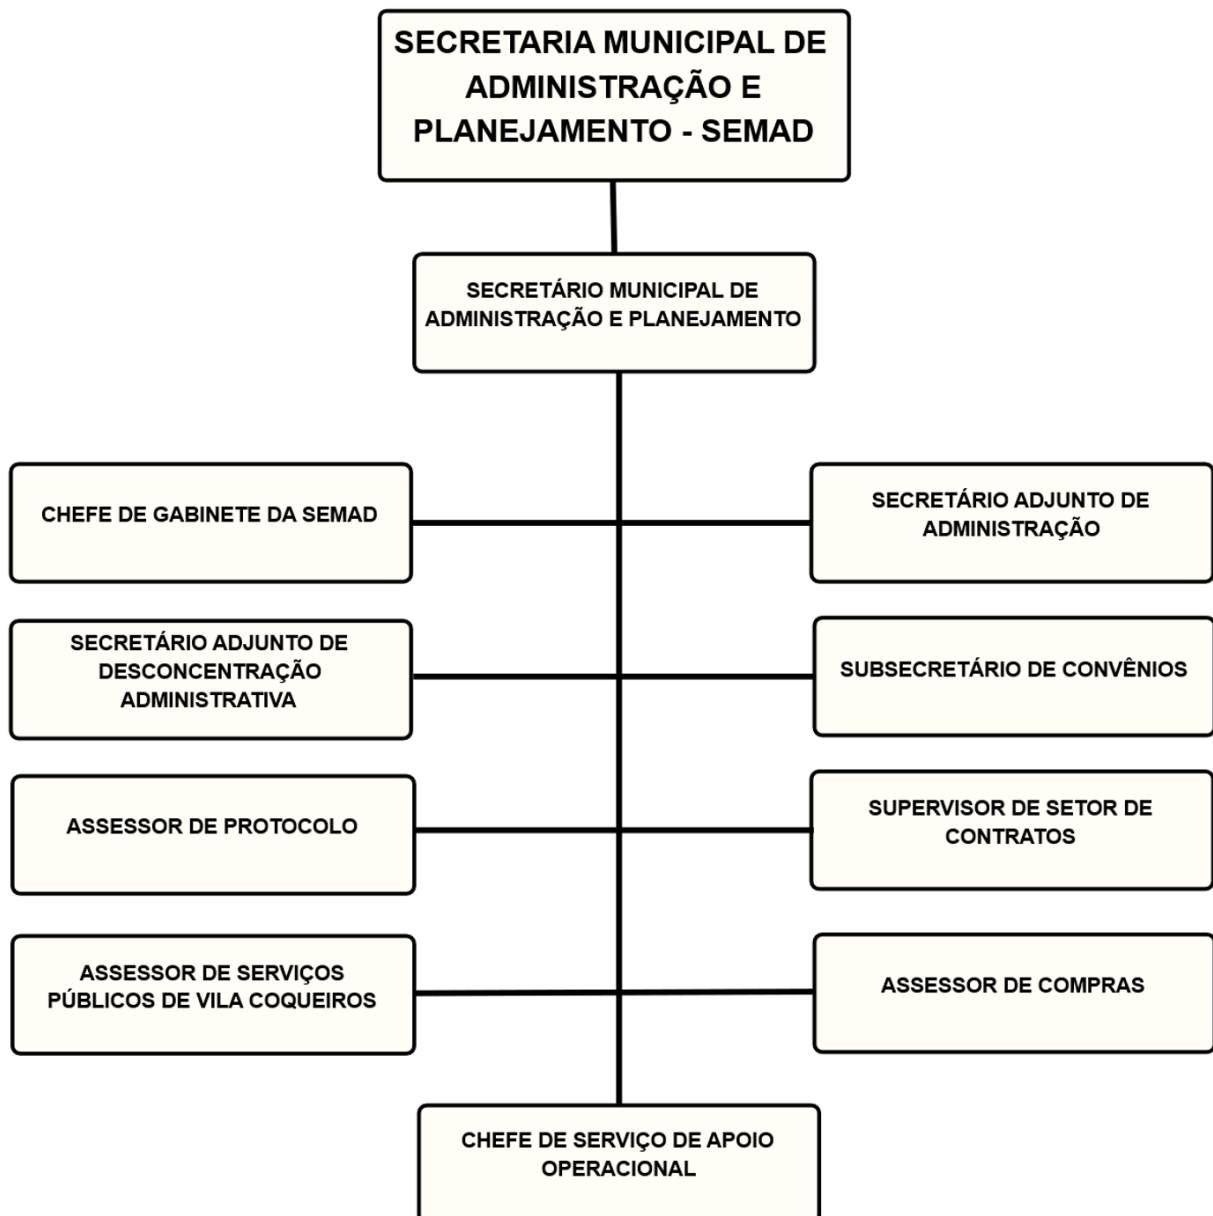 SECRETARIA MUNICIPAL DE
ADMINISTRAÇÃO E
PLANEJAMENTO - SEMAD
SECRETÁRIO MUNICIPAL DE
ADMINISTRAÇÃO E PLANEJAMENTO
CHEFE DE GABINETE DA SEMAD
SECRETÁRIO ADJUNTO DE
ADMINISTRAÇÃO
SECRETÁRIO ADJUNTO DE
DESCONCENTRAÇÃO
ADMINISTRATIVA
SUBSECRETÁRIO DE CONVÊNIOS
ASSESSOR DE PROTOCOLO
SUPERVISOR DE SETOR DE
CONTRATOS
ASSESSOR DE SERVIÇOS
PÚBLICOS DE VILA COQUEIROS
ASSESSOR DE COMPRAS
CHEFE DE SERVIÇO DE APOIO
OPERACIONAL